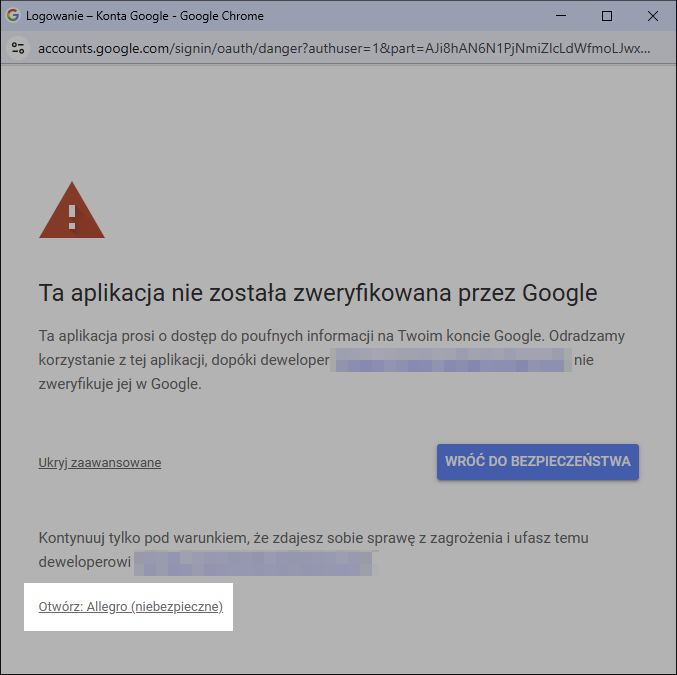 Logowanie – Konta Google - Google Chrome
accounts.google.com/signin/oauth/danger?authuser=1&part=AJi8hAN6N1PjNmiZIcLdWfmoLJwx...
Ta aplikacja nie została zweryfikowana przez Google
Ta aplikacja prosi o dostęp do poufnych informacji na Twoim koncie Google. Odradzamy
korzystanie z tej aplikacji, dopóki deweloper nie
zweryfikuje jej w Google.
Ukryj zaawansowane
WRÓĆ DO BEZPIECZEŃSTWA
Kontynuuj tylko pod warunkiem, że zdajesz sobie sprawę z zagrożenia i ufasz temu
deweloperowi
Otwórz: Allegro (niebezpieczne)